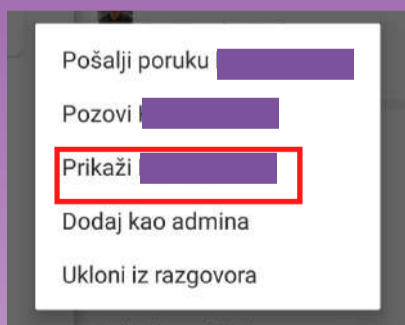 Pošalji poruku
Pozovi
Prikaži
Dodaj kao admina
Ukloni iz razgovora